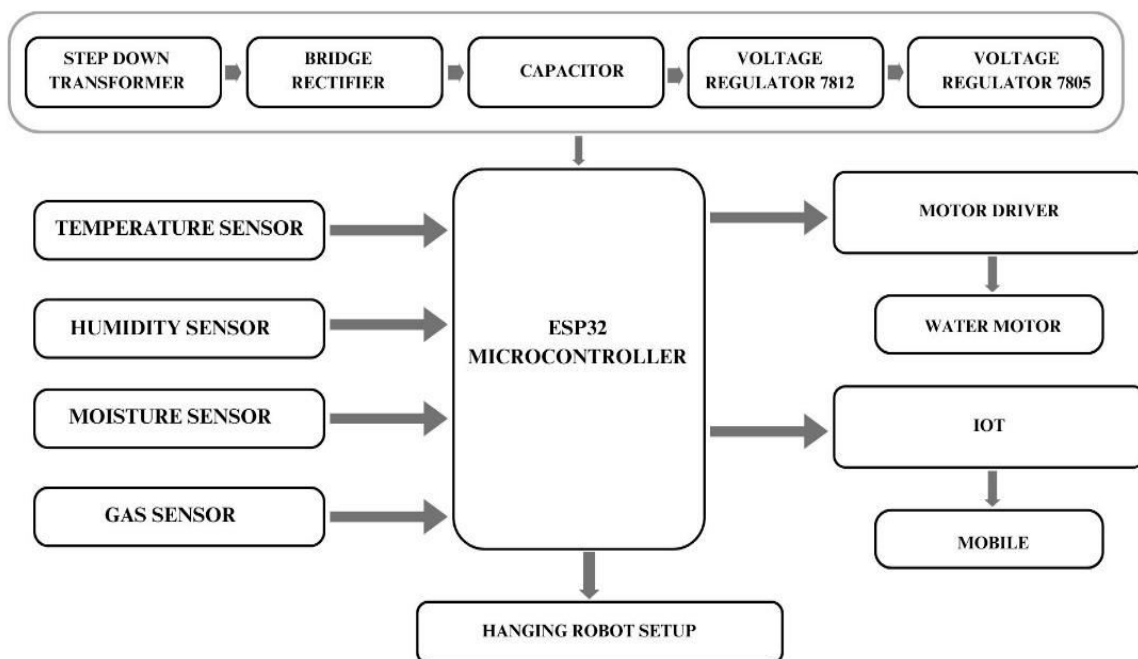 STEP DOWN
TRANSFORMER
BRIDGE
RECTIFIER
CAPACITOR
VOLTAGE
REGULATOR 7812
VOLTAGE
REGULATOR 7805
TEMPERATURE SENSOR
HUMIDITY SENSOR
MOISTURE SENSOR
GAS SENSOR
ESP32
MICROCONTROLLER
MOTOR DRIVER
WATER MOTOR
IOT
MOBILE
HANGING ROBOT SETUP